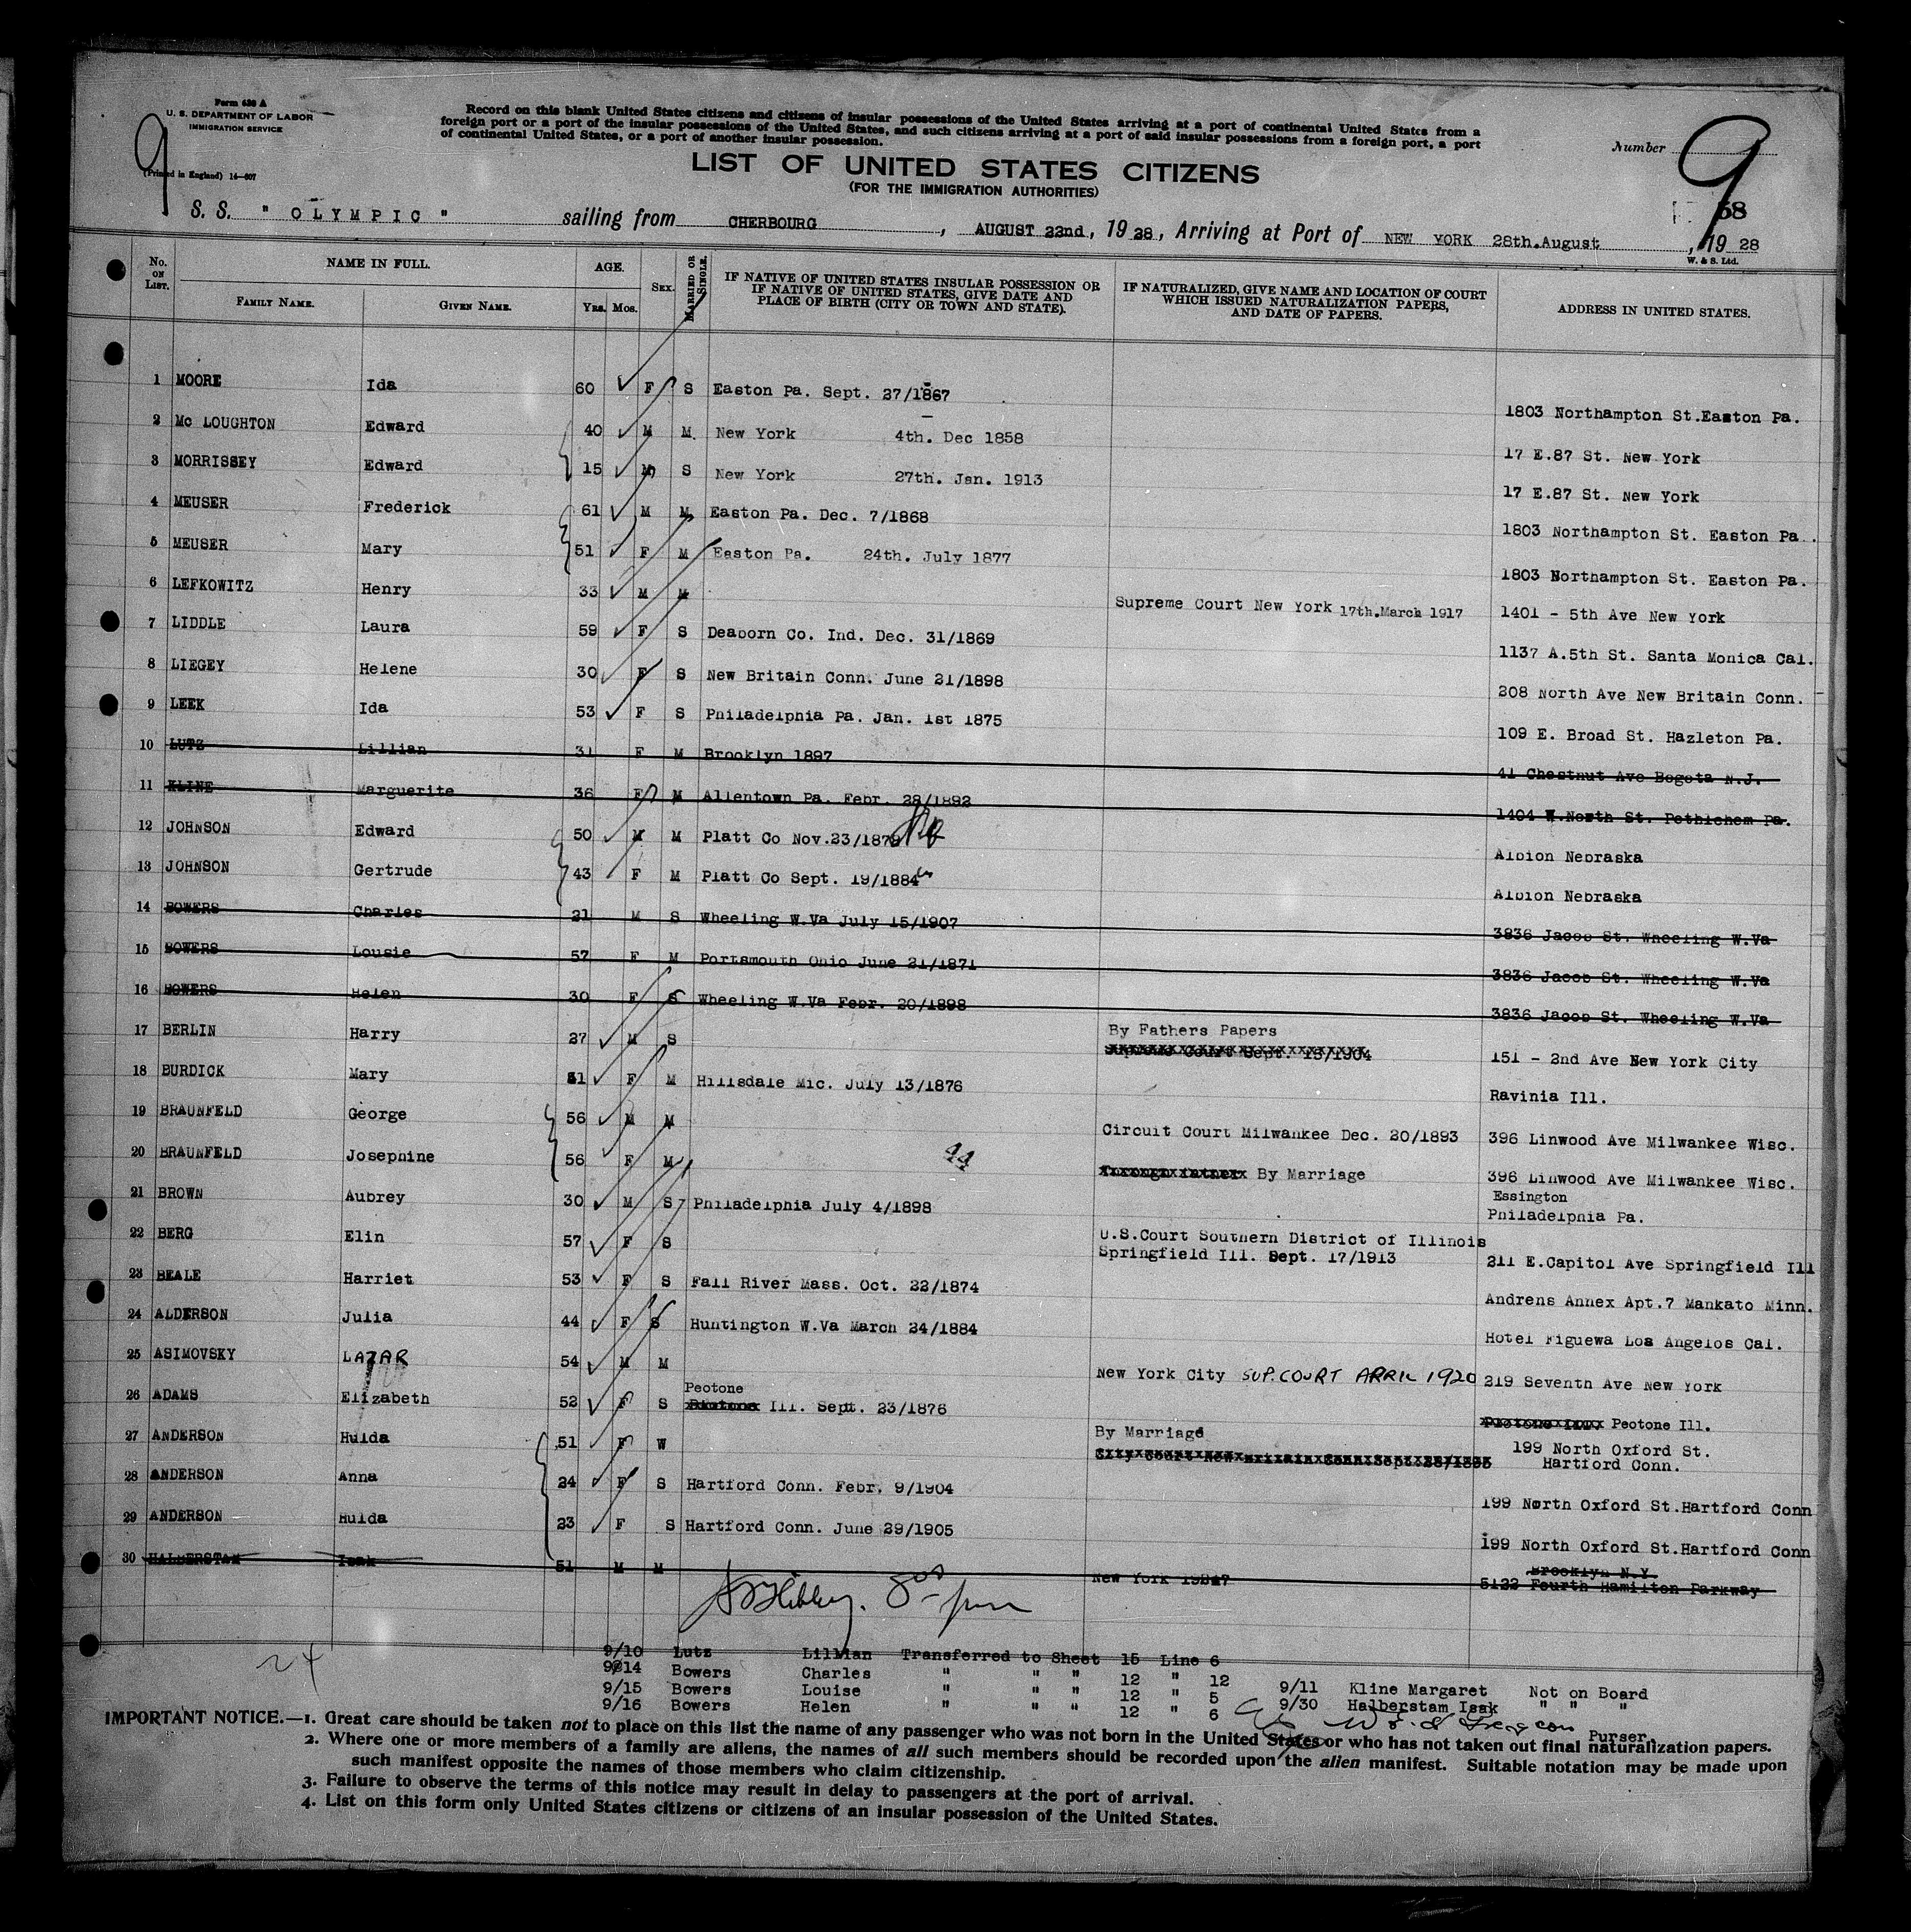 Form 630 A
U. S. DEPARTMENT OF LABOR
IMMIGRATION SERVICE
(Printed in England) 14—607
9
Record on this blank United States citizens and citizens of insular possessions of the United States arriving at a port of continental United States from a
foreign port or a port of the insular possessions of the United States, and such citizens arriving at a port of said insular possessions from a foreign port, a port
of continental United States, or a port of another insular possession.
LIST OF UNITED STATES CITIZENS
(FOR THE IMMIGRATION AUTHORITIES)
Number 9
58
S. S. " OLYMPIC " sailing from CHERBOURG, AUGUST 22nd, 1928, Arriving at Port of NEW YORK 28th.August, 1928
W. & S. Ltd.
No. ON LIST. NAME IN FULL. FAMILY NAME. GIVEN NAME. AGE. Yrs. Mos. SEX. MARRIED OR SINGLE. IF NATIVE OF UNITED STATES INSULAR POSSESSION OR IF NATIVE OF UNITED STATES, GIVE DATE AND PLACE OF BIRTH (CITY OR TOWN AND STATE). IF NATURALIZED, GIVE NAME AND LOCATION OF COURT WHICH ISSUED NATURALIZATION PAPERS, AND DATE OF PAPERS. ADDRESS IN UNITED STATES.
1 MOORE Ida 60 F S Easton Pa. Sept. 27/1867 1803 Northampton St.Easton Pa.
2 Mc LOUGHTON Edward 40 M M. New York 4th. Dec 1858 17 E.87 St. New York
3 MORRISSEY Edward 15 M S New York 27th. Jan. 1913 17 E.87 St. New York
4 MEUSER Frederick 61 M M Easton Pa. Dec. 7/1868 1803 Northampton St. Easton Pa.
5 MEUSER Mary 51 F M Easton Pa. 24th. July 1877 1803 Northampton St. Easton Pa.
6 LEFKOWITZ Henry 33 M M Supreme Court New York 17th.March 1917 1401 - 5th Ave New York
7 LIDDLE Laura 59 F S Deaborn Co. Ind. Dec. 31/1869 1137 A.5th St. Santa Monica Cal.
8 LIEGEY Helene 30 F S New Britain Conn. June 21/1898 208 North Ave New Britain Conn.
9 LEEK Ida 53 F S Philadelphia Pa. Jan. 1st 1875 109 E. Broad St. Hazleton Pa.
10 LUTZ Lillian 31 F M Brooklyn 1897 41 Chestnut Ave Bogota N.J.
11 KLINE Marguerite 36 F M Allentown Pa. Febr. 28/1892 1404 W.North St. Pethichem Pa.
12 JOHNSON Edward 50 M M Platt Co Nov.23/1878 Albion Nebraska
13 JOHNSON Gertrude 43 F M Platt Co Sept. 19/1884 Albion Nebraska
14 BOWERS Charles 21 M S Wheeling W.Va July 15/1907 3836 Jacob St. Wheeling W.Va
15 BOWERS Lousie 57 F M Portsmouth Ohio June 21/1871 3836 Jacob St. Wheeling W.Va
16 BOWERS Helen 30 F S Wheeling W.Va Febr. 20/1898 3836 Jacob St. Wheeling W.Va
17 BERLIN Harry 27 M S By Fathers Papers Supreme Court Sept. 15/1904 151 - 2nd Ave New York City
18 BURDICK Mary 51 F M Hillsdale Mic. July 13/1876 Ravinia Ill.
19 BRAUNFELD George 56 M M Circuit Court Milwankee Dec. 20/1893 396 Linwood Ave Milwankee Wisc.
20 BRAUNFELD Josephine 56 F M 44 By Marriage 396 Linwood Ave Milwankee Wisc.
21 BROWN Aubrey 30 M S Philadelphia July 4/1898 Essington Philadelphia Pa.
22 BERG Elin 57 F S U.S.Court Southern District of Illinois Springfield Ill. Sept. 17/1913 211 E.Capitol Ave Springfield Ill
23 BEALE Harriet 53 F S Fall River Mass. Oct. 22/1874 Andrens Annex Apt.7 Mankato Minn.
24 ALDERSON Julia 44 F S Huntington W.Va March 24/1884 Hotel Figuewa Los Angelos Cal.
25 ASIMOVSKY LAZAR 54 M M New York City SUP.COURT APRIL 1920 219 Seventh Ave New York
26 ADAMS Elizabeth 52 F S Peotone Ill. Sept. 23/1876 Peotone Ill.
27 ANDERSON Hulda 51 F W By Marriage 199 North Oxford St. Hartford Conn.
28 ANDERSON Anna 24 F S Hartford Conn. Febr. 9/1904 199 North Oxford St.Hartford Conn
29 ANDERSON Hulda 23 F S Hartford Conn. June 29/1905 199 North Oxford St.Hartford Conn
30 HALBERSTAM Isak 51 M M New York Brooklyn N.Y. 5122 Fourth Hamilton Parkway
24
9/10 Lutz Lillian Transferred to Sheet 15 Line 6
9/14 Bowers Charles " " " 12 " 12
9/15 Bowers Louise " " " 12 " 5 9/11 Kline Margaret Not on Board
9/16 Bowers Helen " " " 12 " 6 9/30 Halberstam Isak " " "
Purser.
IMPORTANT NOTICE.—1. Great care should be taken not to place on this list the name of any passenger who was not born in the United States or who has not taken out final naturalization papers.
2. Where one or more members of a family are aliens, the names of all such members should be recorded upon the alien manifest. Suitable notation may be made upon
such manifest opposite the names of those members who claim citizenship.
3. Failure to observe the terms of this notice may result in delay to passengers at the port of arrival.
4. List on this form only United States citizens or citizens of an insular possession of the United States.